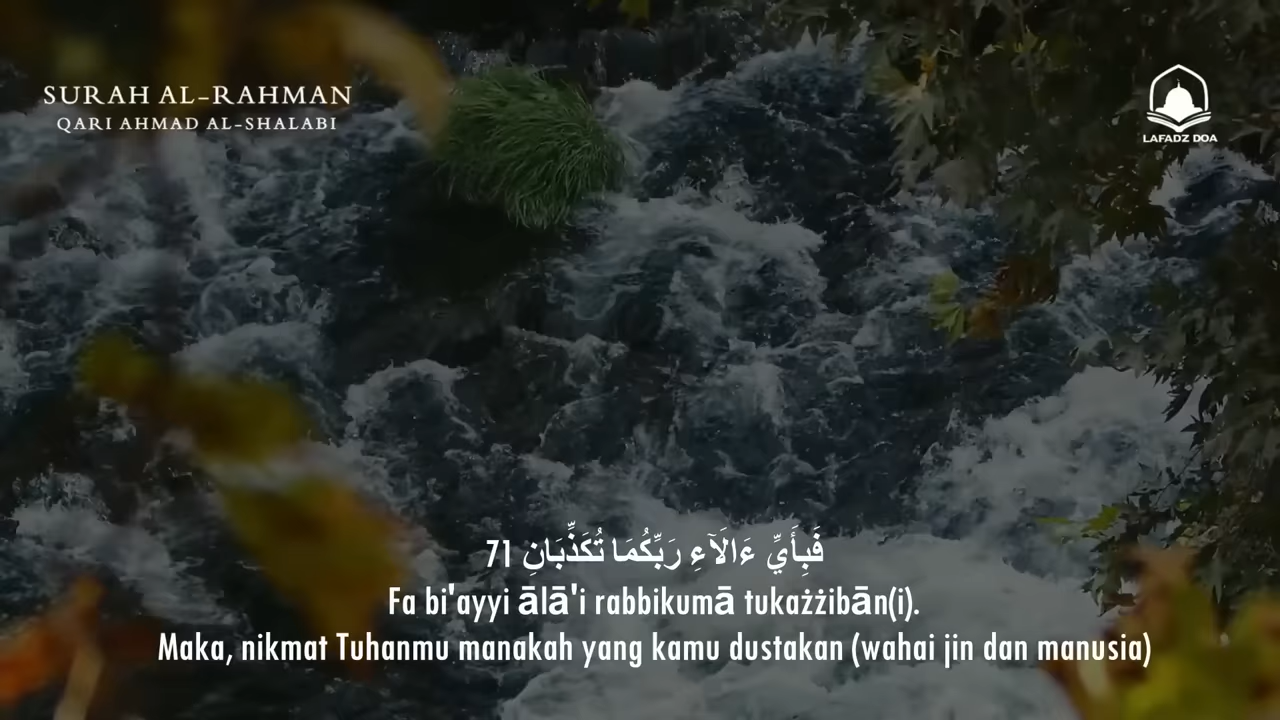 SURAH AL-RAHMAN
QARI AHMAD AL-SHALABI
LAFADZ DOA
فَبِأَيِّ ءَالَآءِ رَبِّكُمَا تُكَذِّبَانِ 71
Fa bi'ayyi ālā'i rabbikumā tukażżibān(i).
Maka, nikmat Tuhanmu manakah yang kamu dustakan (wahai jin dan manusia)